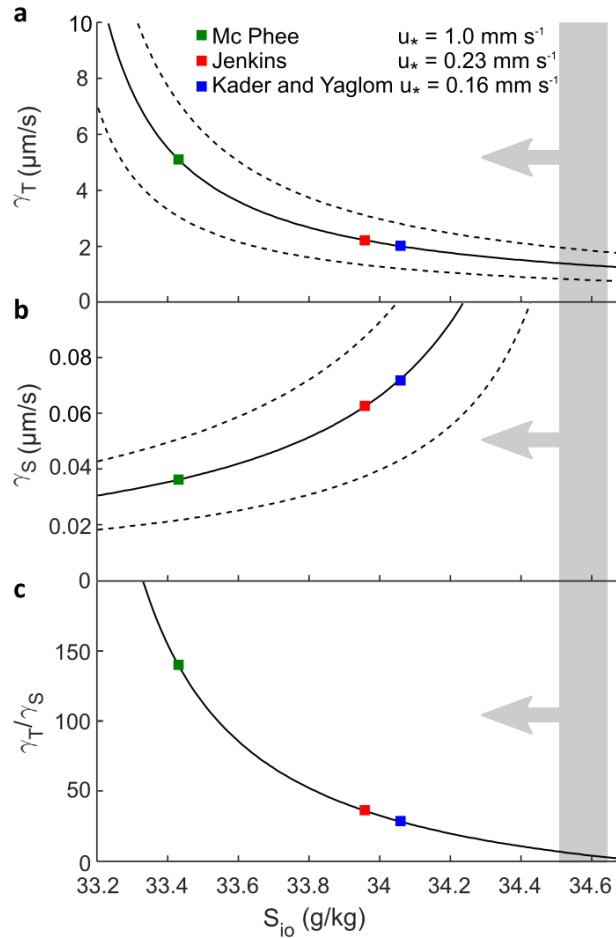 a
10
8
6
4
2
0
γT (μm/s)
Mc Phee u* = 1.0 mm s-1
Jenkins u* = 0.23 mm s-1
Kader and Yaglom u* = 0.16 mm s-1
b
0.08
0.06
0.04
0.02
0
γS (μm/s)
c
150
100
50
0
γT/γS
33.2 33.4 33.6 33.8 34 34.2 34.4 34.6
Sio (g/kg)